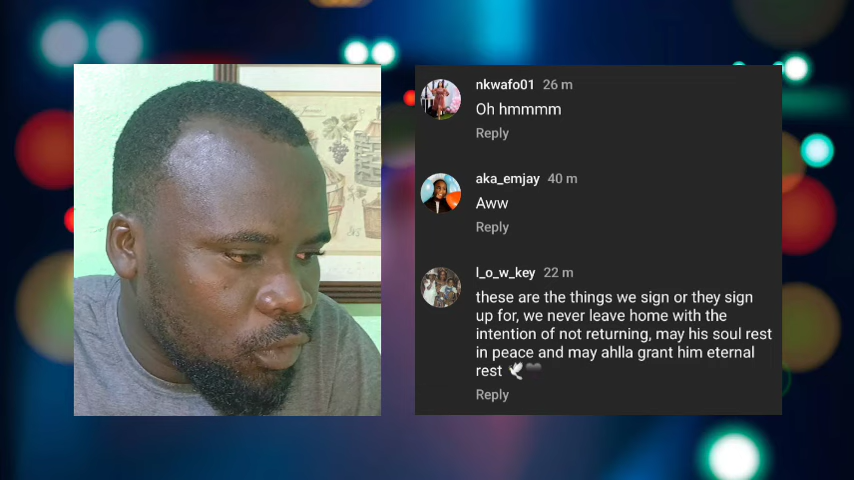 nkwafo01 26 m
Oh hmmmm
Reply
aka_emjay 40 m
Aww
Reply
l_o_w_key 22 m
these are the things we sign or they sign
up for, we never leave home with the
intention of not returning, may his soul rest
in peace and may ahlla grant him eternal
rest 🕊️🖤
Reply